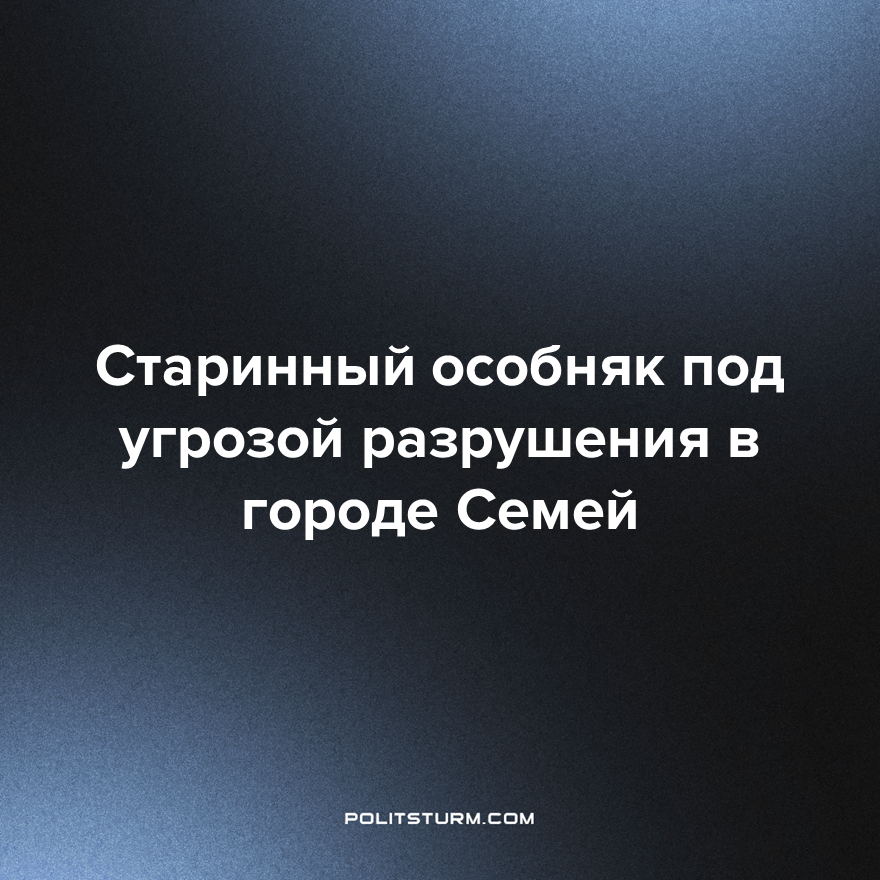 Старинный особняк под
угрозой разрушения в
городе Семей
POLITSTURM.COM